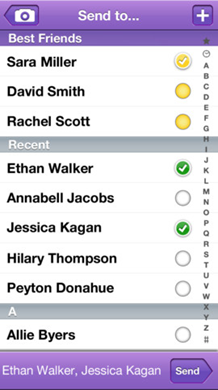 Send to...
Best Friends
Sara Miller
David Smith
Rachel Scott
Recent
Ethan Walker
Annabell Jacobs
Jessica Kagan
Hilary Thompson
Peyton Donahue
A
Allie Byers
A
B
C
D
E
F
G
H
I
J
K
L
M
N
O
P
Q
R
S
T
U
V
W
X
Y
Z
#
Ethan Walker, Jessica Kagan
Send